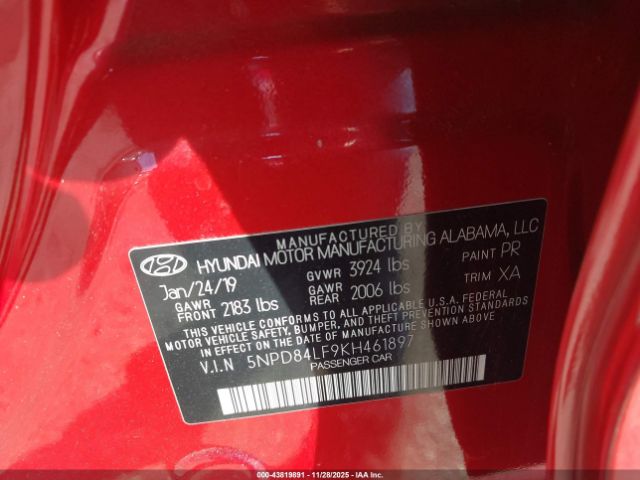 MANUFACTURED BY
HYUNDAI MOTOR MANUFACTURING ALABAMA, LLC
Jan/24/19 GVWR 3924 lbs PAINT PR
GAWR FRONT 2183 lbs GAWR REAR 2006 lbs TRIM XA
THIS VEHICLE CONFORMS TO ALL APPLICABLE U.S.A. FEDERAL
MOTOR VEHICLE SAFETY, BUMPER, AND THEFT PREVENTION STANDARDS
IN EFFECT ON THE DATE OF MANUFACTURE SHOWN ABOVE.
V.I.N 5NPD84LF9KH461897
PASSENGER CAR
000-43819891 - 11/28/2025 - IAA Inc.